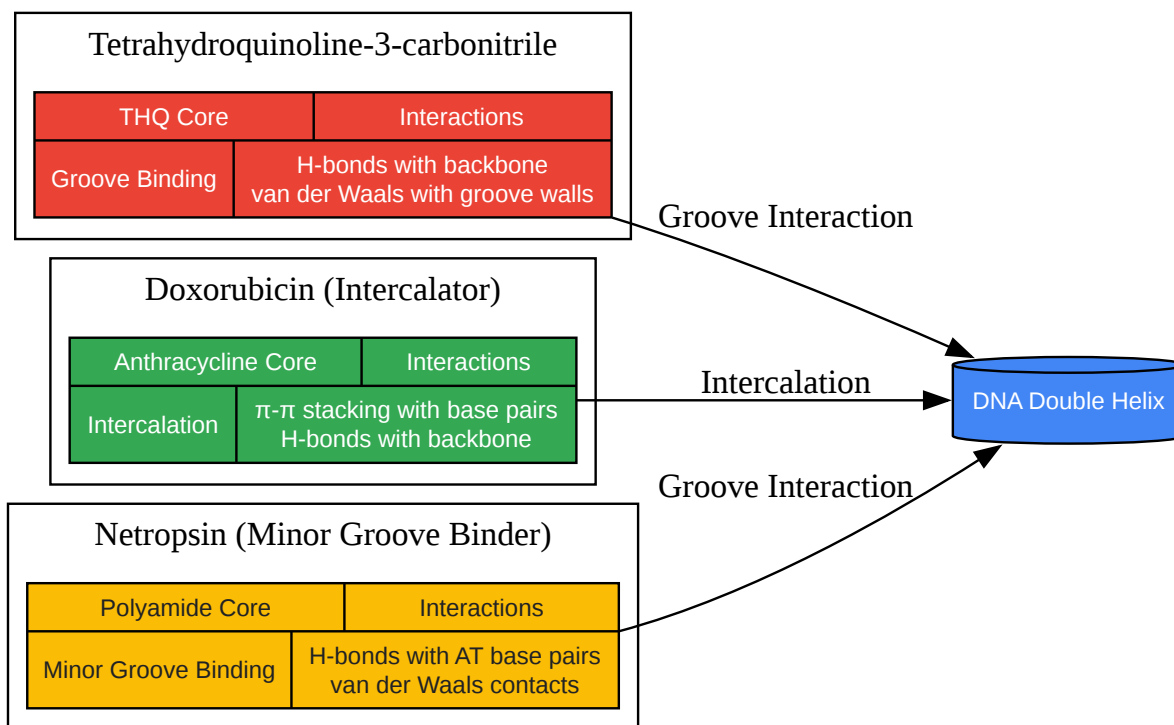 Tetrahydroquinoline-3-carbonitrile
THQ Core
Interactions
Groove Binding
H-bonds with backbone
van der Waals with groove walls
Groove Interaction
Doxorubicin (Intercalator)
Anthracycline Core
Interactions
Intercalation
π-π stacking with base pairs
H-bonds with backbone
Intercalation
DNA Double Helix
Groove Interaction
Netropsin (Minor Groove Binder)
Polyamide Core
Interactions
Minor Groove Binding
H-bonds with AT base pairs
van der Waals contacts